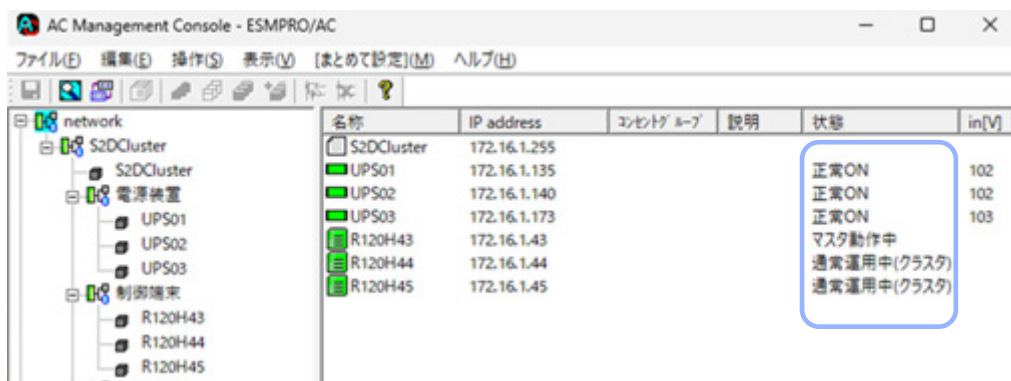 AC Management Console - ESMPRO/AC
ファイル(F) 編集(E) 操作(S) 表示(V) [まとめて設定](M) ヘルプ(H)
network
S2DCluster
S2DCluster
電源装置
UPS01
UPS02
UPS03
制御端末
R120H43
R120H44
R120H45
名称 IP address コンセントグループ 説明 状態 in[V]
S2DCluster 172.16.1.255
UPS01 172.16.1.135 正常ON 102
UPS02 172.16.1.140 正常ON 102
UPS03 172.16.1.173 正常ON 103
R120H43 172.16.1.43 マスタ動作中
R120H44 172.16.1.44 通常運用中(クラスタ)
R120H45 172.16.1.45 通常運用中(クラスタ)